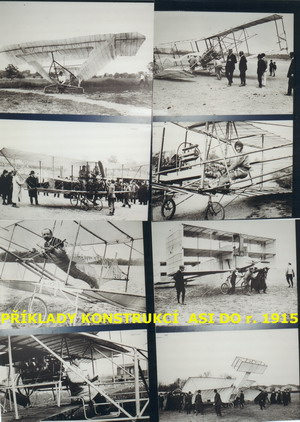 PŘÍKLADY KONSTRUKCÍ ASI DO r. 1915